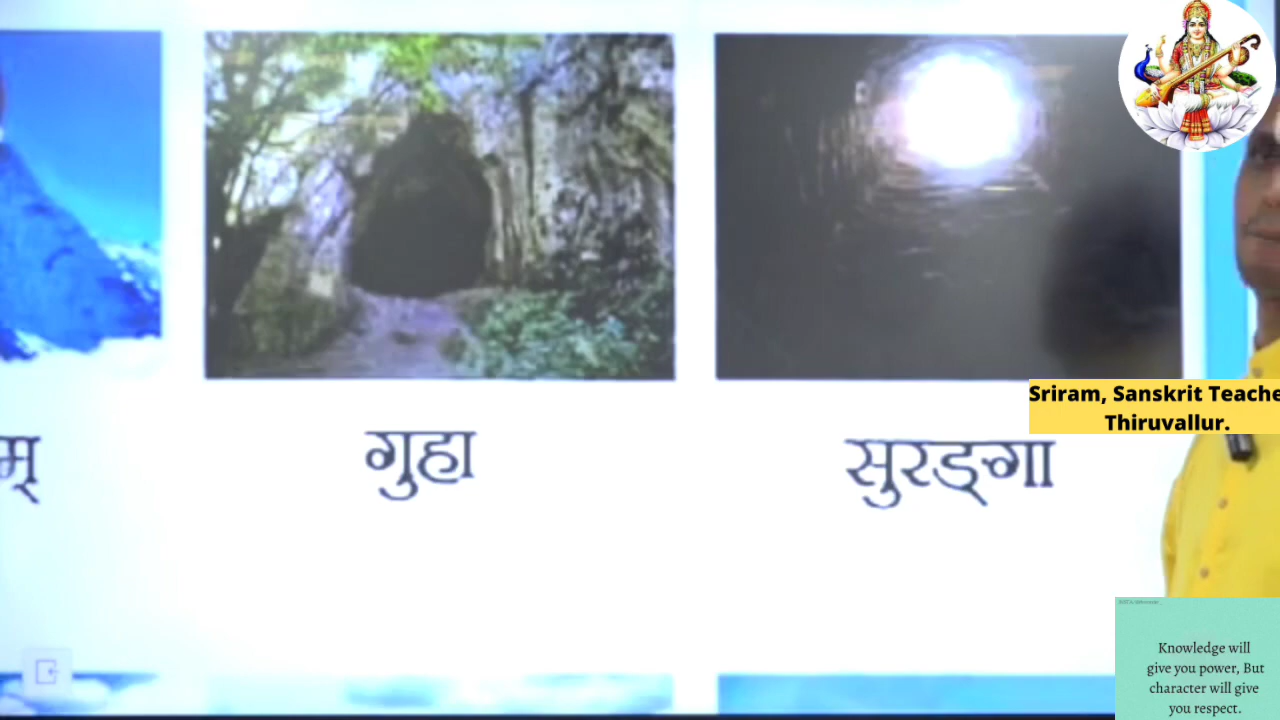 गुहा
सुरङ्गा
Sriram, Sanskrit Teache
Thiruvallur.
Knowledge will
give you power, But
character will give
you respect.